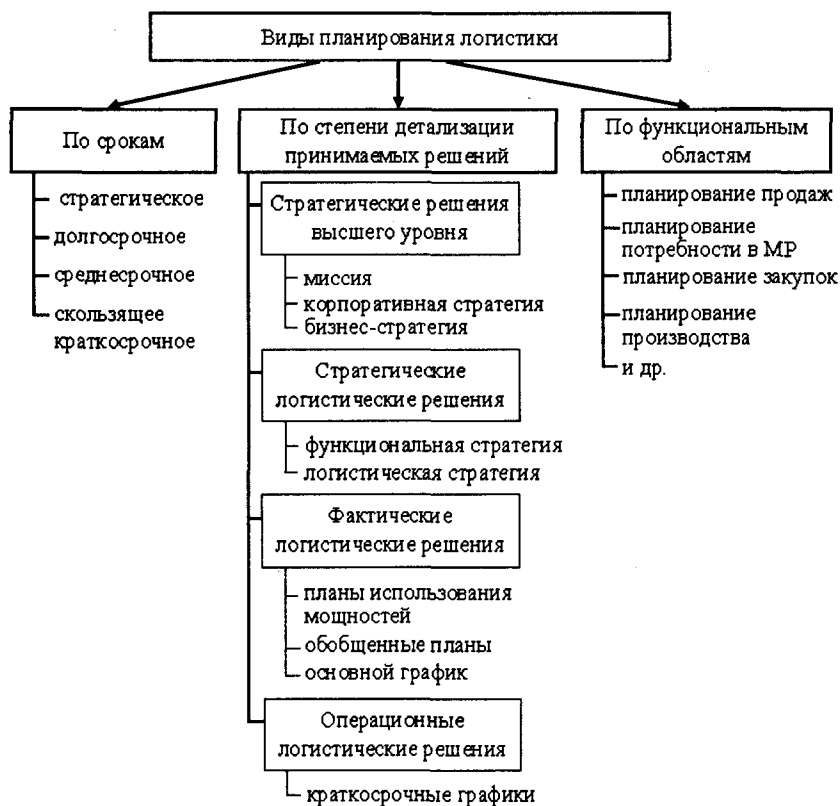 Виды планирования логистики
По срокам
стратегическое
долгосрочное
среднесрочное
скользящее
краткосрочное
По степени детализации
принимаемых решений
Стратегические решения
высшего уровня
миссия
корпоративная стратегия
бизнес-стратегия
Стратегические
логистические решения
функциональная стратегия
логистическая стратегия
Фактические
логистические решения
планы использования
мощностей
обобщенные планы
основной график
Операционные
логистические решения
краткосрочные графики
По функциональным
областям
планирование продаж
планирование
потребности в МР
планирование закупок
планирование
производства
и др.